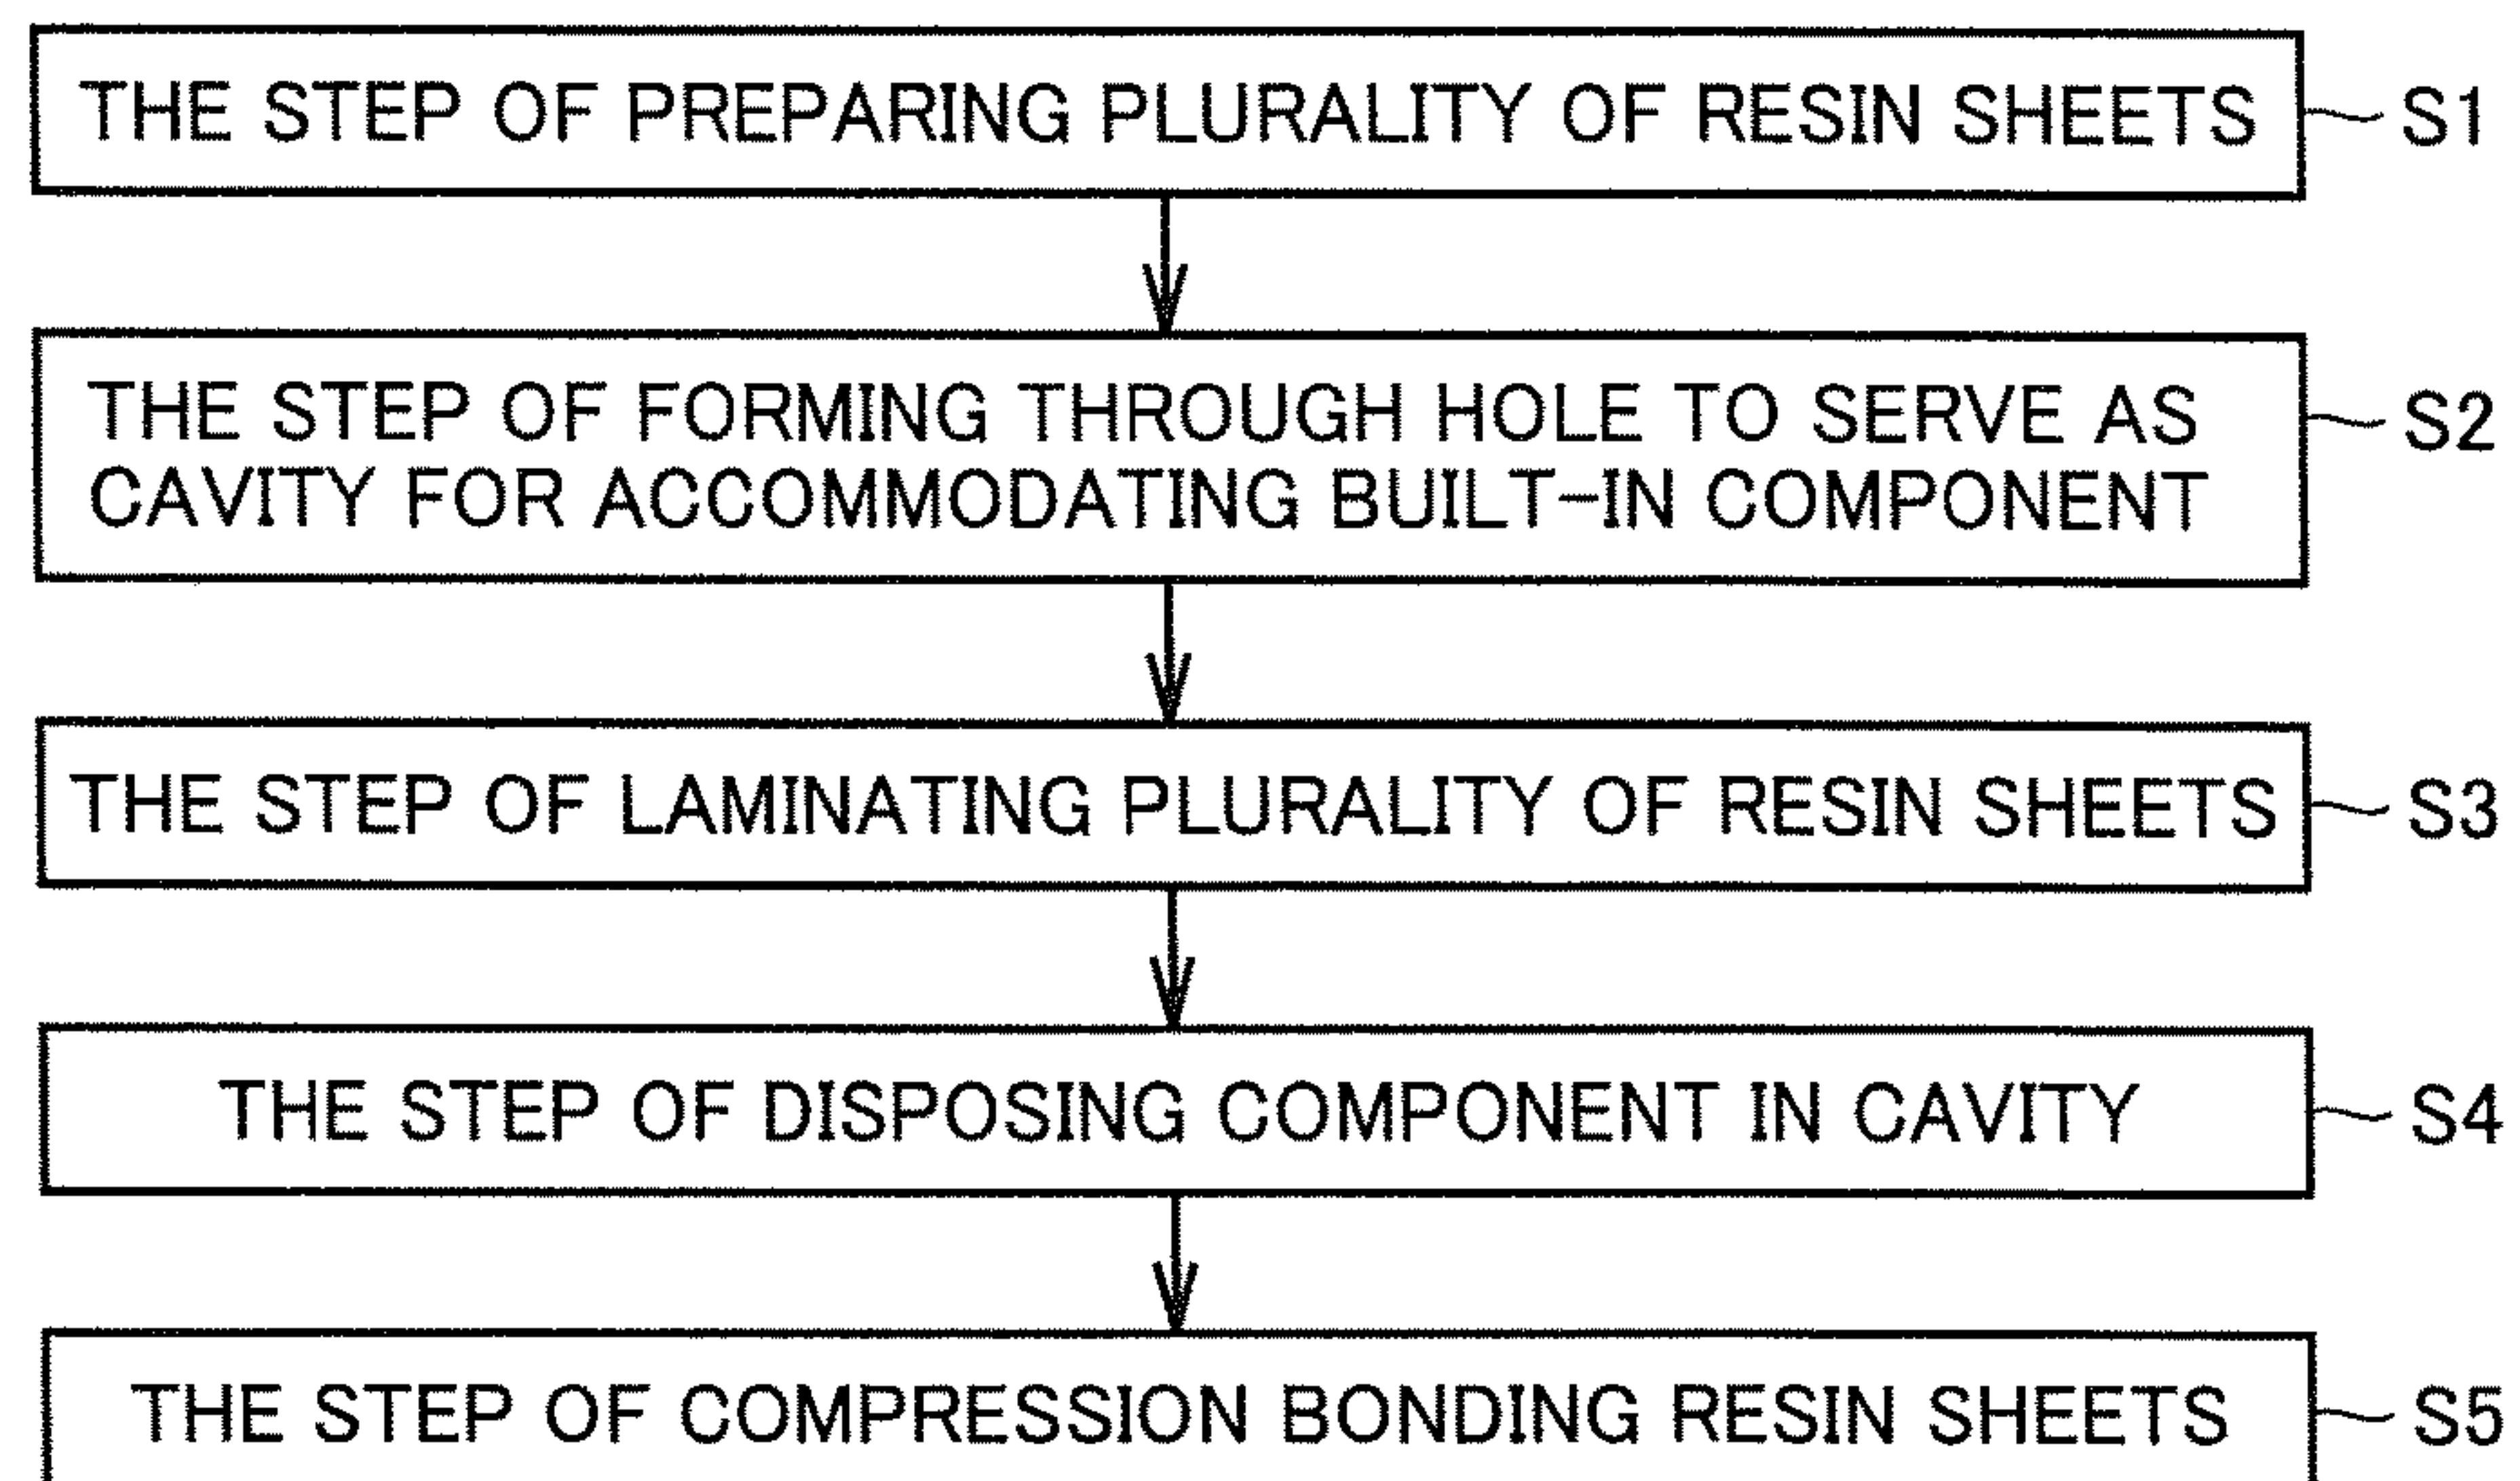 THE STEP OF PREPARING PLURALITY OF RESIN SHEETS S1
THE STEP OF FORMING THROUGH HOLE TO SERVE AS S2
CAVITY FOR ACCOMMODATING BUILT-IN COMPONENT
THE STEP OF LAMINATING PLURALITY OF RESIN SHEETS S3
THE STEP OF DISPOSING COMPONENT IN CAVITY S4
THE STEP OF COMPRESSION BONDING RESIN SHEETS S5